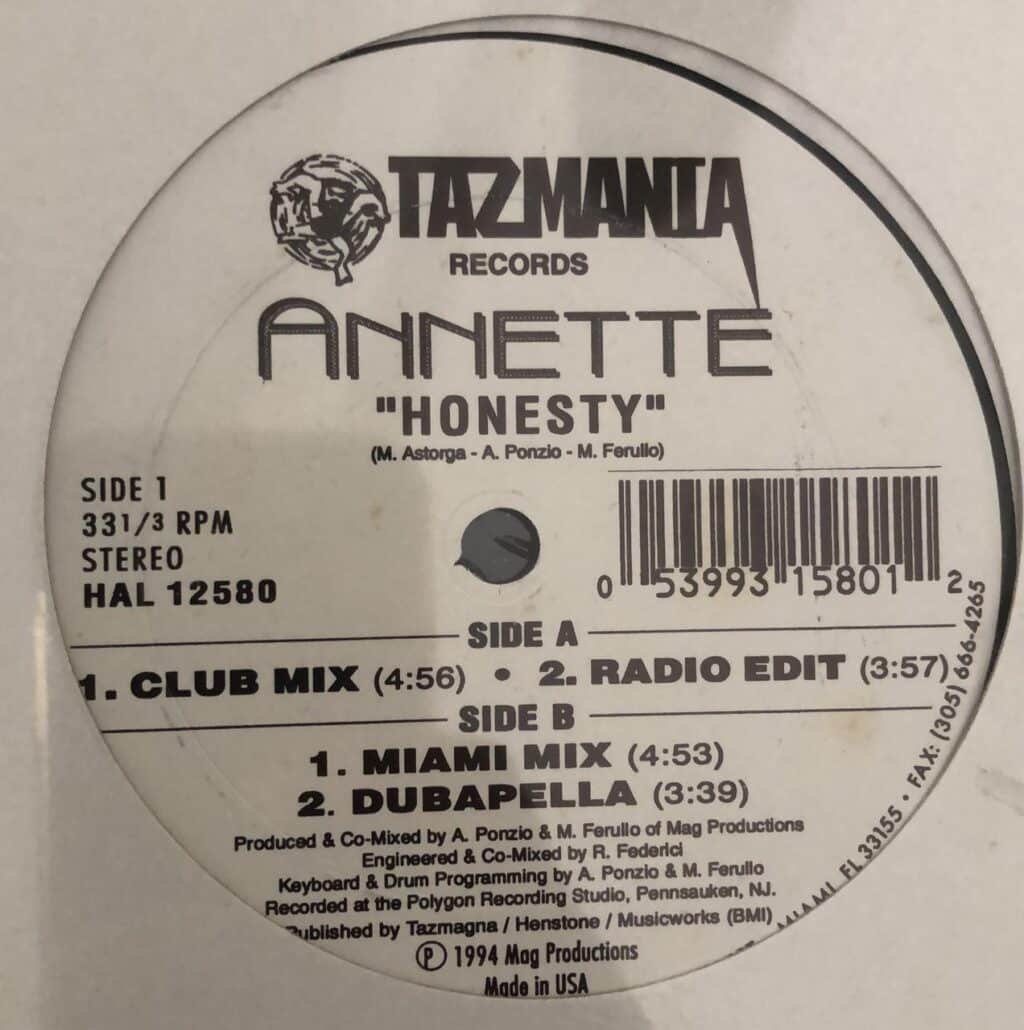 TAZMANIA
RECORDS
ANNETTE
"HONESTY"
(M. Astorga - A. Ponzio - M. Ferullo)
SIDE 1
33 1/3 RPM
STEREO
HAL 12580
0 53993 15801 2
SIDE A
1. CLUB MIX (4:56) • 2. RADIO EDIT (3:57)
SIDE B
1. MIAMI MIX (4:53)
2. DUBAPELLA (3:39)
Produced & Co-Mixed by A. Ponzio & M. Ferullo of Mag Productions
Engineered & Co-Mixed by R. Federici
Keyboard & Drum Programming by A. Ponzio & M. Ferullo
Recorded at the Polygon Recording Studio, Pennsauken, NJ.
Published by Tazmagna / Henstone / Musicworks (BMI)
℗ 1994 Mag Productions
Made in USA
MIAMI, FL 33155 • FAX: (305) 666-4265